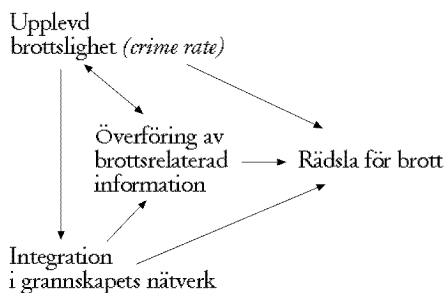 Upplevd
brottslighet (crime rate)
Överföring av
brottsrelaterad
information
Rädsla för brott
Integration
i grannskapets nätverk